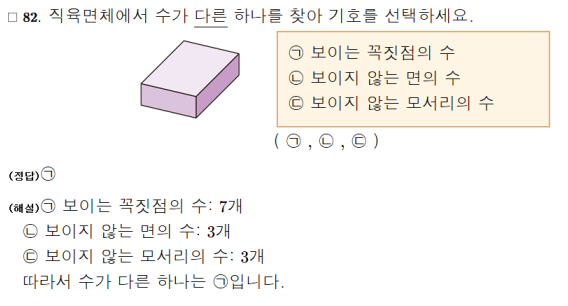 □ 82. 직육면체에서 수가 다른 하나를 찾아 기호를 선택하세요.
㉠ 보이는 꼭짓점의 수
㉡ 보이지 않는 면의 수
㉢ 보이지 않는 모서리의 수
( ㉠ , ㉡ , ㉢ )
(정답)㉠
(해설)㉠ 보이는 꼭짓점의 수: 7개
㉡ 보이지 않는 면의 수: 3개
㉢ 보이지 않는 모서리의 수: 3개
따라서 수가 다른 하나는 ㉠입니다.